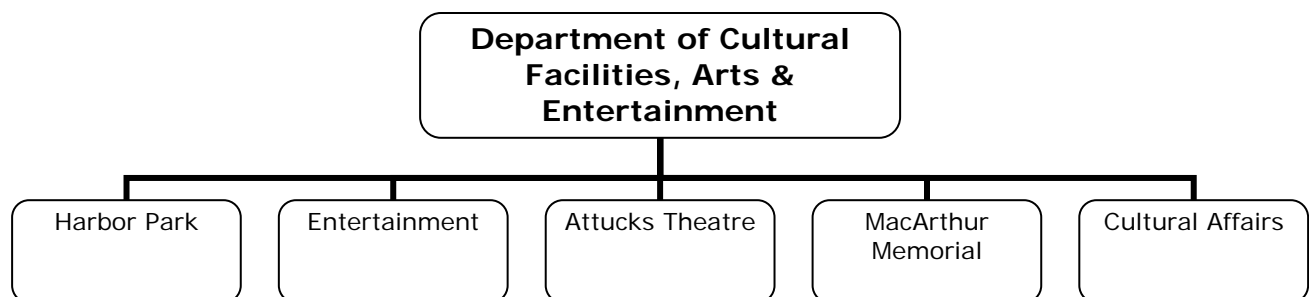 Department of Cultural
Facilities, Arts &
Entertainment
Harbor Park
Entertainment
Attucks Theatre
MacArthur
Memorial
Cultural Affairs